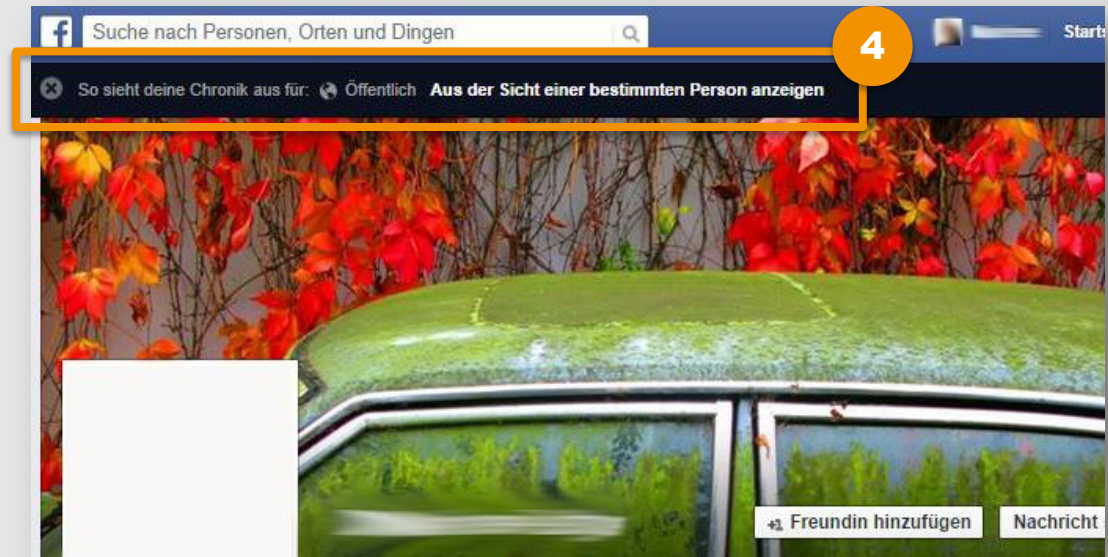 f Suche nach Personen, Orten und Dingen
Starts
4
So sieht deine Chronik aus für: Öffentlich Aus der Sicht einer bestimmten Person anzeigen
+1 Freundin hinzufügen Nachricht